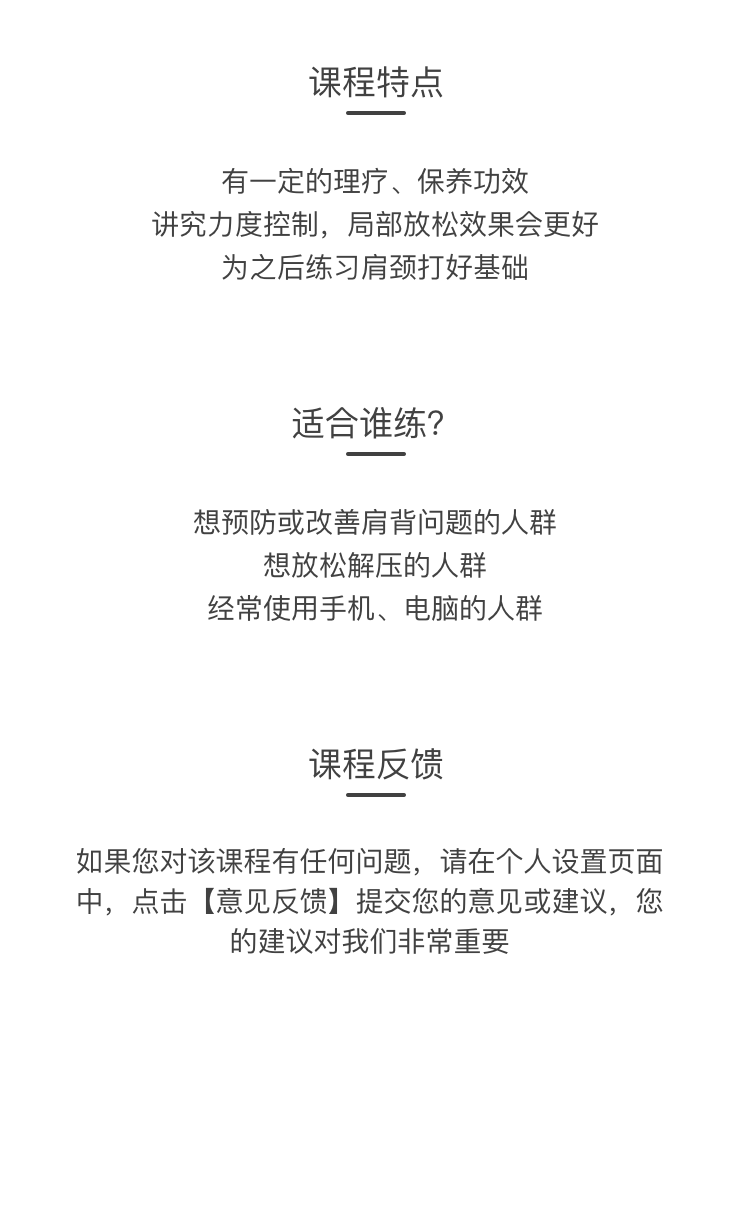 课程特点
有一定的理疗、保养功效
讲究力度控制，局部放松效果会更好
为之后练习肩颈打好基础
适合谁练?
想预防或改善肩背问题的人群
想放松解压的人群
经常使用手机、电脑的人群
课程反馈
如果您对该课程有任何问题，请在个人设置页面
中，点击【意见反馈】提交您的意见或建议，您
的建议对我们非常重要